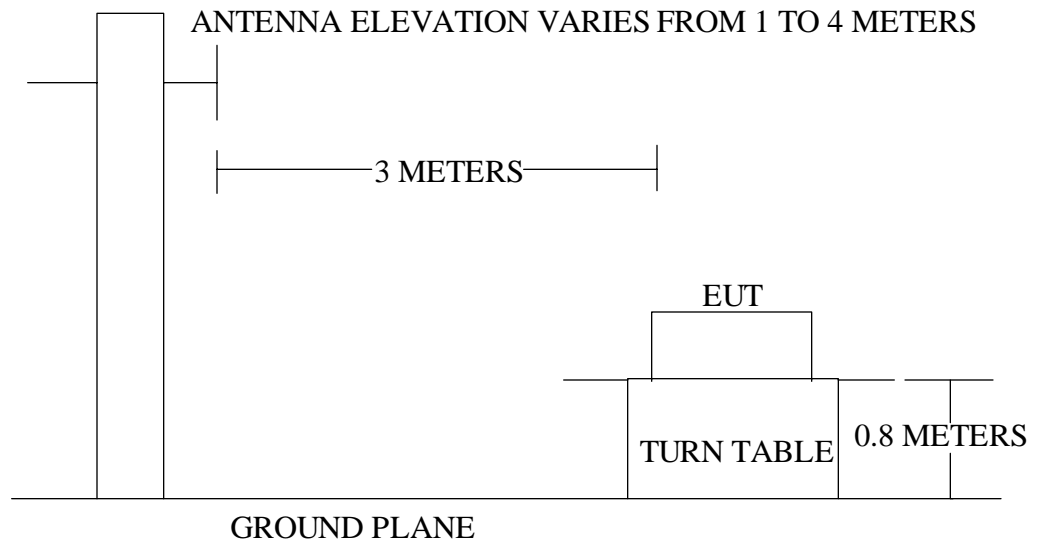 ANTENNA ELEVATION VARIES FROM 1 TO 4 METERS
3 METERS
EUT
TURN TABLE
0.8 METERS
GROUND PLANE